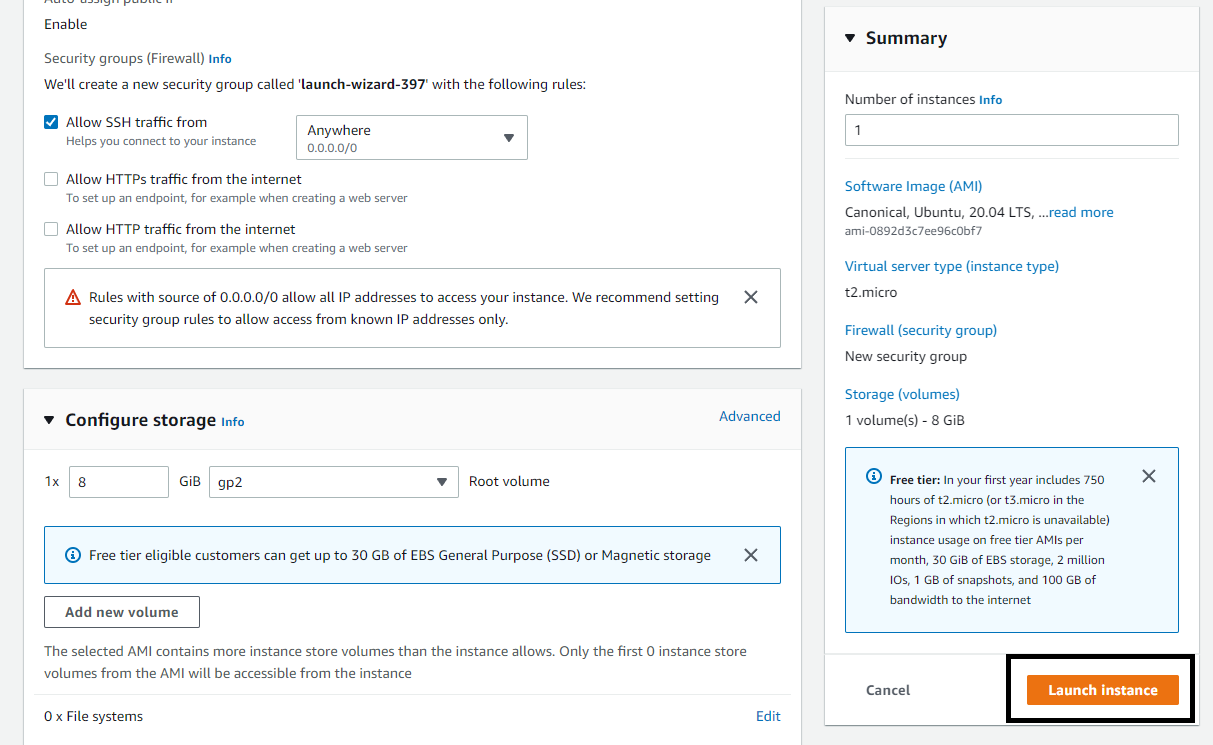 Auto-assign public IP
Enable
Security groups (Firewall) Info
We'll create a new security group called 'launch-wizard-397' with the following rules:
Allow SSH traffic from
Helps you connect to your instance
Anywhere
0.0.0.0/0
Allow HTTPs traffic from the internet
To set up an endpoint, for example when creating a web server
Allow HTTP traffic from the internet
To set up an endpoint, for example when creating a web server
Rules with source of 0.0.0.0/0 allow all IP addresses to access your instance. We recommend setting
security group rules to allow access from known IP addresses only.
Configure storage Info
Advanced
1x 8 GiB gp2 Root volume
Free tier eligible customers can get up to 30 GB of EBS General Purpose (SSD) or Magnetic storage
Add new volume
The selected AMI contains more instance store volumes than the instance allows. Only the first 0 instance store
volumes from the AMI will be accessible from the instance
0 x File systems
Edit
Summary
Number of instances Info
1
Software Image (AMI)
Canonical, Ubuntu, 20.04 LTS, ...read more
ami-0892d3c7ee96c0bf7
Virtual server type (instance type)
t2.micro
Firewall (security group)
New security group
Storage (volumes)
1 volume(s) - 8 GiB
Free tier: In your first year includes 750
hours of t2.micro (or t3.micro in the
Regions in which t2.micro is unavailable)
instance usage on free tier AMIs per
month, 30 GiB of EBS storage, 2 million
IOs, 1 GB of snapshots, and 100 GB of
bandwidth to the internet
Cancel
Launch instance